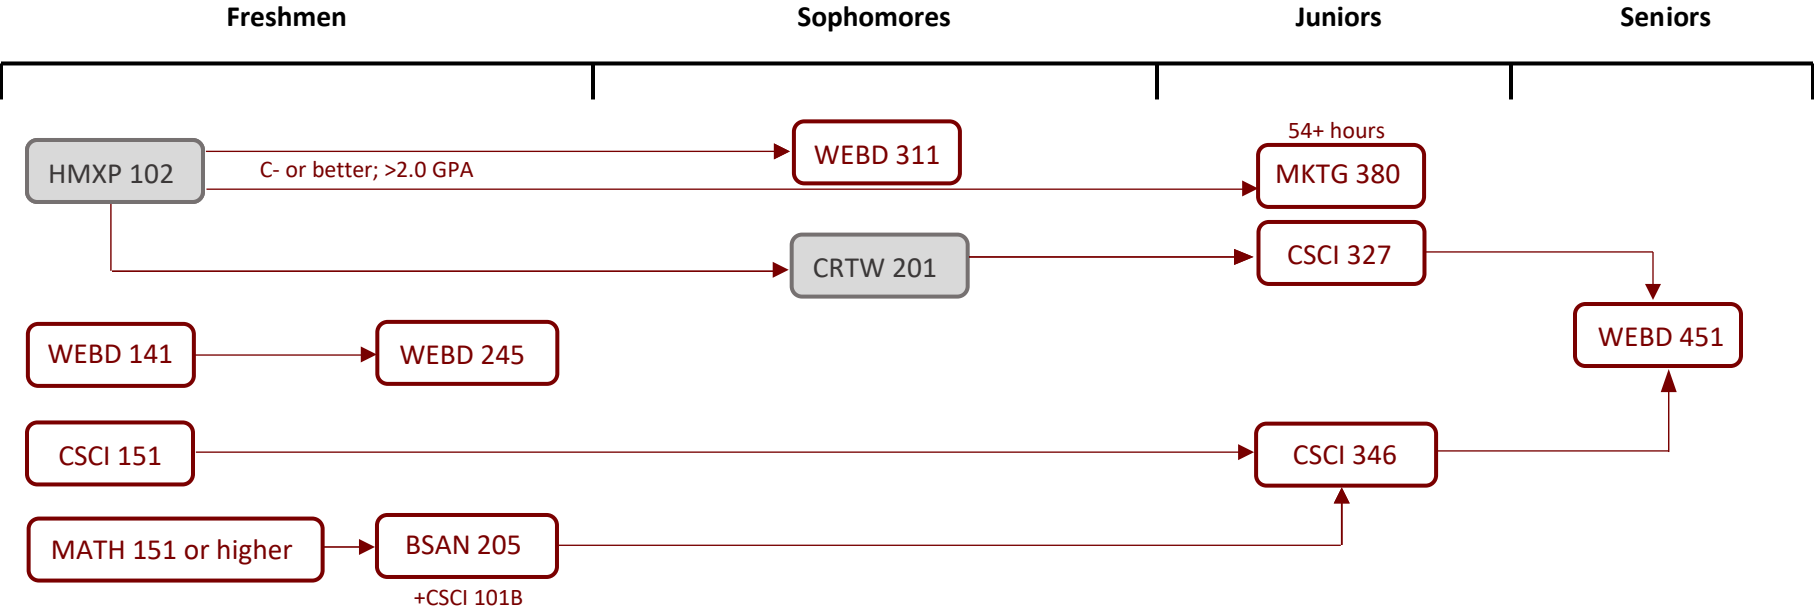 Freshmen
Sophomores
Juniors
Seniors
54+ hours
HMXP 102
C- or better; >2.0 GPA
WEBD 311
MKTG 380
CRTW 201
CSCI 327
WEBD 141
WEBD 245
WEBD 451
CSCI 151
CSCI 346
MATH 151 or higher
BSAN 205
+CSCI 101B